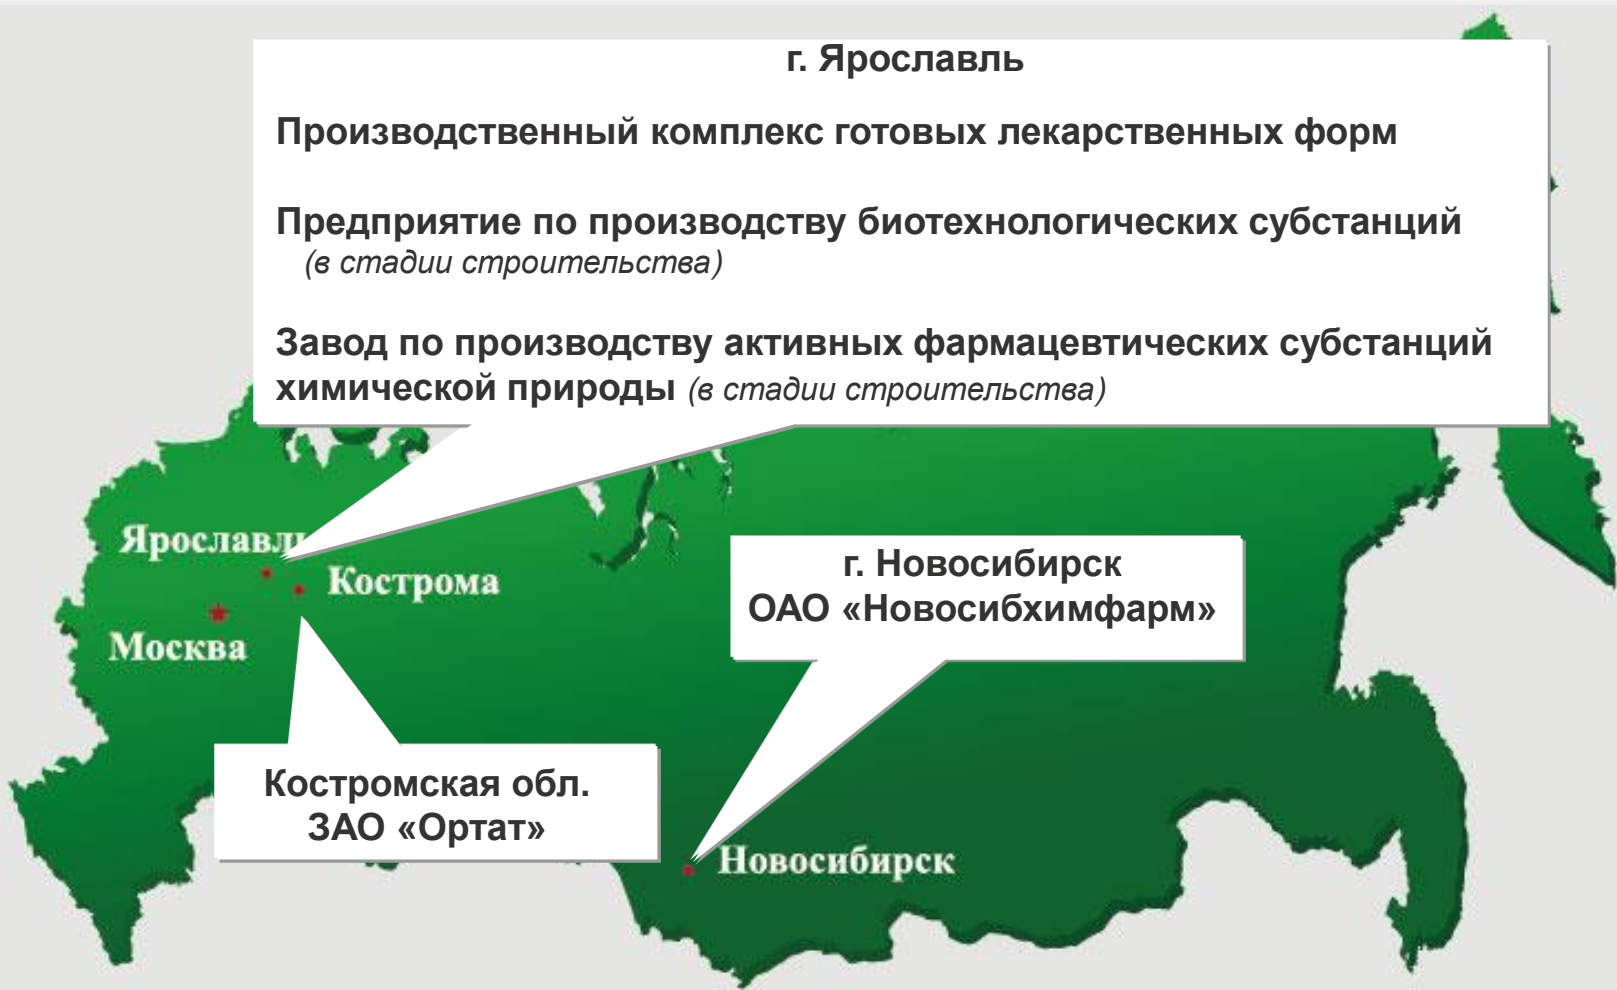 г. Ярославль
Производственный комплекс готовых лекарственных форм
Предприятие по производству биотехнологических субстанций
(в стадии строительства)
Завод по производству активных фармацевтических субстанций
химической природы (в стадии строительства)
Ярославль
Кострома
Москва
г. Новосибирск
ОАО «Новосибхимфарм»
Костромская обл.
ЗАО «Ортат»
Новосибирск